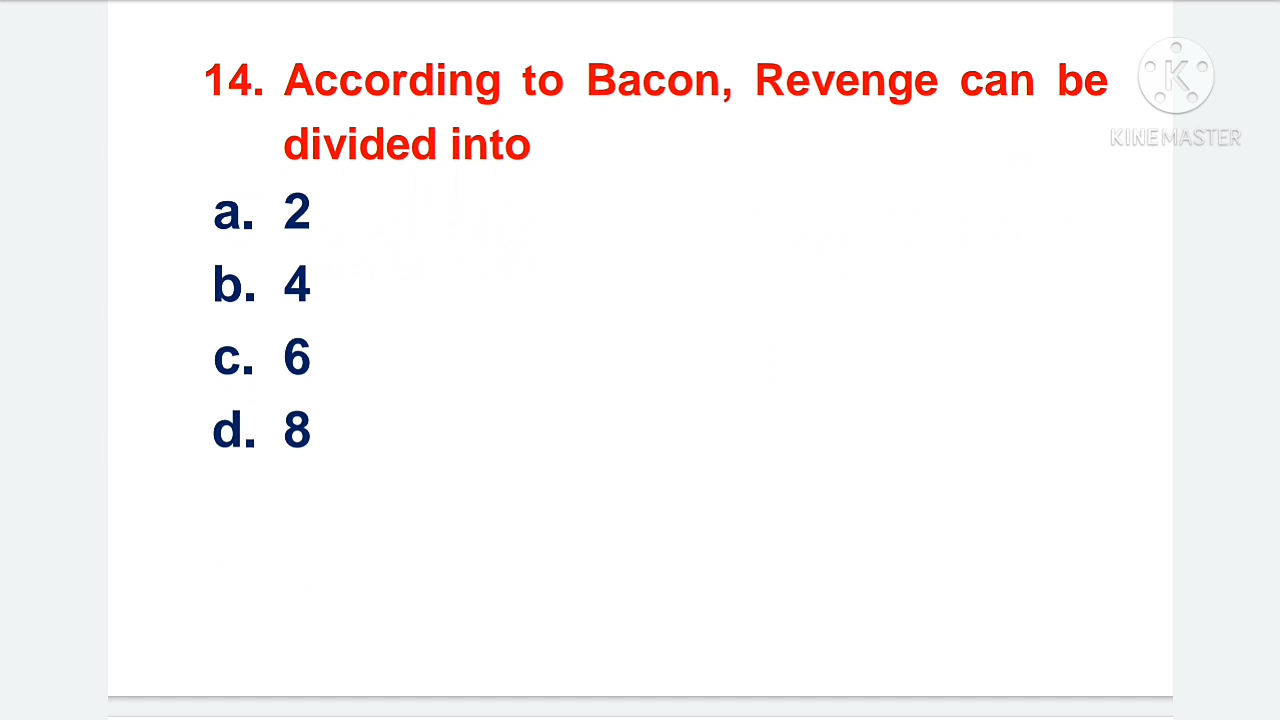 14. According to Bacon, Revenge can be
divided into
a. 2
b. 4
c. 6
d. 8
K
KINEMASTER